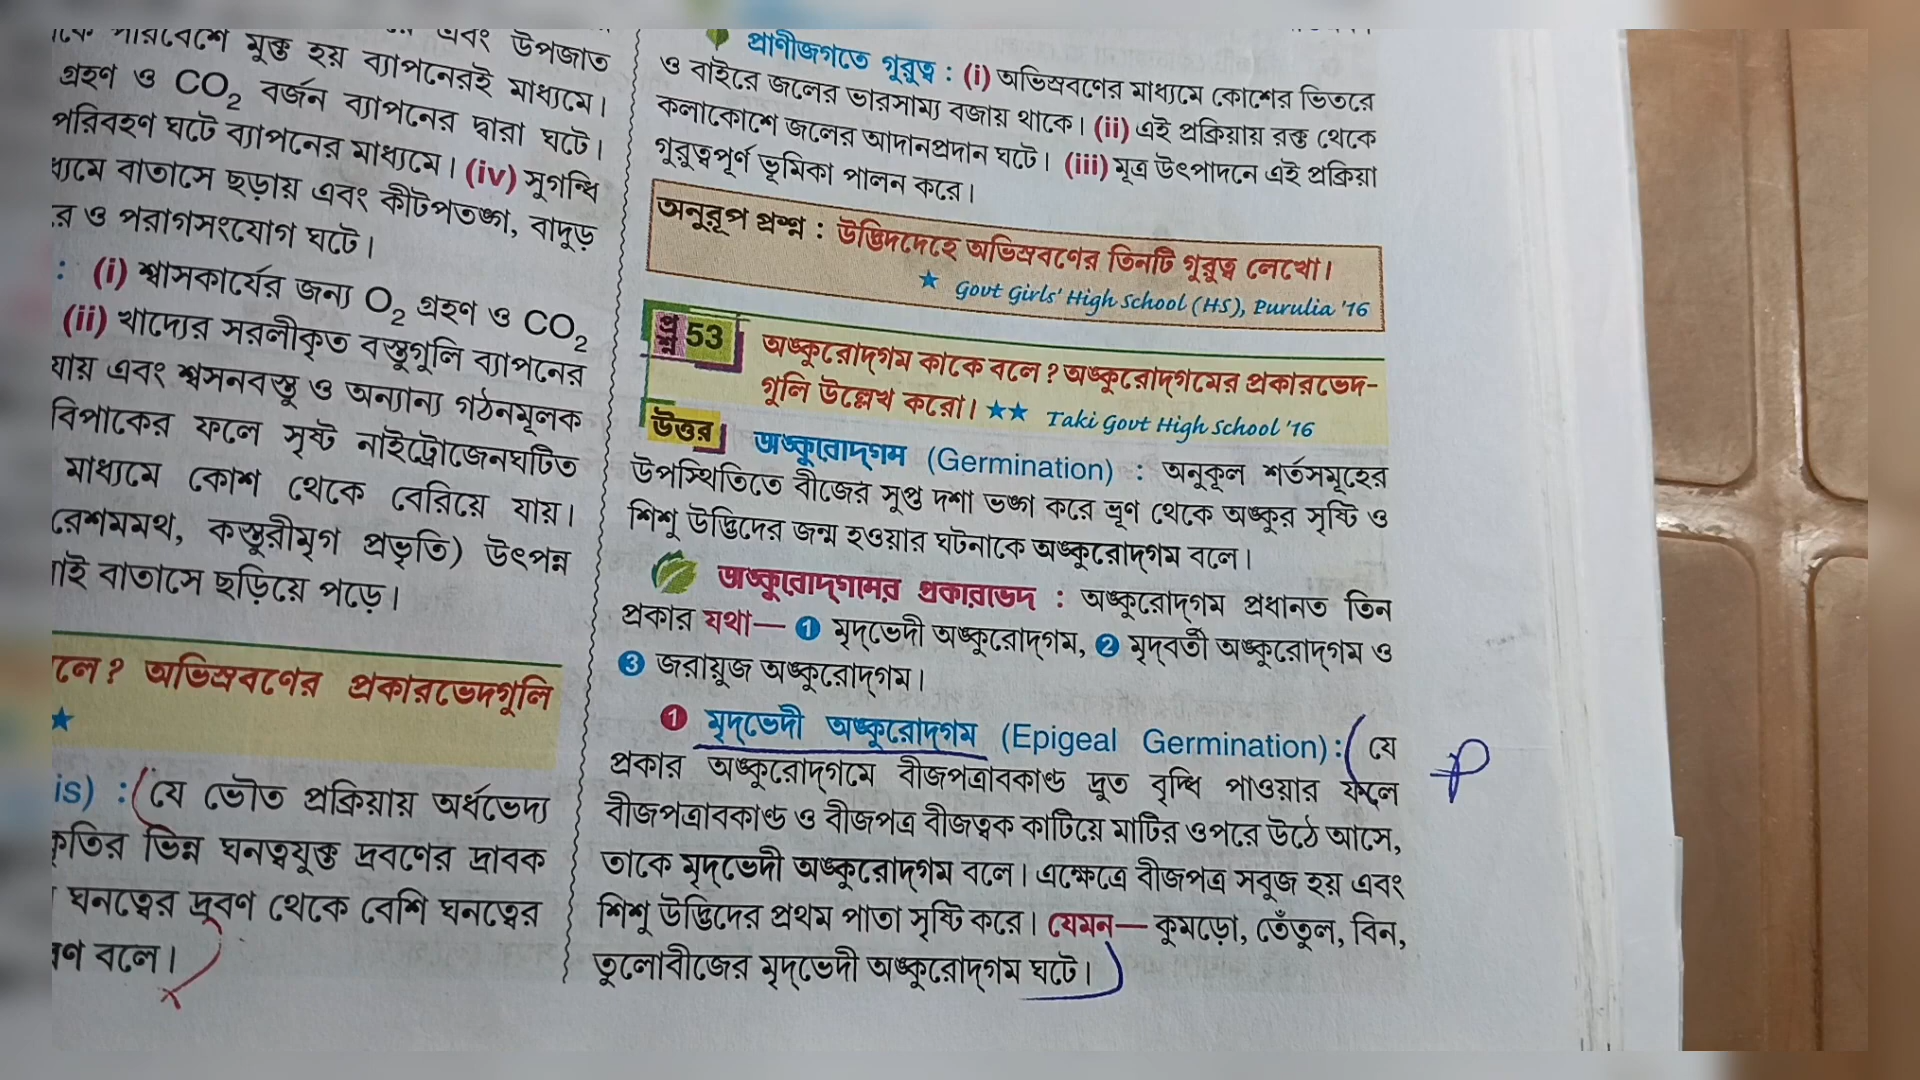 পরিবেশে মুক্ত হয় ব্যাপনেরই মাধ্যমে।
এবং উপজাত
গ্রহণ ও CO2 বর্জন ব্যাপনের দ্বারা ঘটে।
পরিবহণ ঘটে ব্যাপনের মাধ্যমে। (iv) সুগন্ধি
বাতাসে ছড়ায় এবং কীটপতঙ্গ, বাদুড়
ও পরাগসংযোগ ঘটে।
: (i) শ্বাসকার্যের জন্য O2 গ্রহণ ও CO2
(ii) খাদ্যের সরলীকৃত বস্তুগুলি ব্যাপনের
যায় এবং শ্বসনবস্তু ও অন্যান্য গঠনমূলক
বিপাকের ফলে সৃষ্ট নাইট্রোজেনঘটিত
মাধ্যমে কোশ থেকে বেরিয়ে যায়।
রেশমমথ, কস্তুরীমৃগ প্রভৃতি) উৎপন্ন
বাতাসে ছড়িয়ে পড়ে।
লে? অভিস্রবণের প্রকারভেদগুলি
★
is) : (যে ভৌত প্রক্রিয়ায় অর্ধভেদ্য
কৃতির ভিন্ন ঘনত্বযুক্ত দ্রবণের দ্রাবক
ঘনত্বের দ্রবণ থেকে বেশি ঘনত্বের
বলে।)
প্রাণীজগতে গুরুত্ব : (i) অভিস্রবণের মাধ্যমে কোশের ভিতরে
ও বাইরে জলের ভারসাম্য বজায় থাকে। (ii) এই প্রক্রিয়ায় রক্ত থেকে
কলাকোশে জলের আদানপ্রদান ঘটে। (iii) মূত্র উৎপাদনে এই প্রক্রিয়া
গুরুত্বপূর্ণ ভূমিকা পালন করে।
অনুরূপ প্রশ্ন : উদ্ভিদদেহে অভিস্রবণের তিনটি গুরুত্ব লেখো।
★ Govt Girls' High School (HS), Purulia '16
প্রশ্ন 53 অঙ্কুরোদ্‌গম কাকে বলে? অঙ্কুরোদ্‌গমের প্রকারভেদ-
গুলি উল্লেখ করো। ★★ Taki Govt High School '16
উত্তর অঙ্কুরোদ্‌গম (Germination) : অনুকূল শর্তসমূহের
উপস্থিতিতে বীজের সুপ্ত দশা ভঙ্গ করে ভ্রূণ থেকে অঙ্কুর সৃষ্টি ও
শিশু উদ্ভিদের জন্ম হওয়ার ঘটনাকে অঙ্কুরোদ্‌গম বলে।
অঙ্কুরোদ্‌গমের প্রকারভেদ : অঙ্কুরোদ্‌গম প্রধানত তিন
প্রকার যথা— ❶ মৃদ্‌ভেদী অঙ্কুরোদ্‌গম, ❷ মৃদ্‌বর্তী অঙ্কুরোদ্‌গম ও
❸ জরায়ুজ অঙ্কুরোদ্‌গম।
❶ মৃদ্‌ভেদী অঙ্কুরোদ্‌গম (Epigeal Germination) : (যে
প্রকার অঙ্কুরোদ্‌গমে বীজপত্রাবকাণ্ড দ্রুত বৃদ্ধি পাওয়ার ফলে
বীজপত্রাবকাণ্ড ও বীজপত্র বীজত্বক ফাটিয়ে মাটির ওপরে উঠে আসে,
তাকে মৃদ্‌ভেদী অঙ্কুরোদ্‌গম বলে। এক্ষেত্রে বীজপত্র সবুজ হয় এবং
শিশু উদ্ভিদের প্রথম পাতা সৃষ্টি করে। যেমন— কুমড়ো, তেঁতুল, বিন,
তুলোবীজের মৃদ্‌ভেদী অঙ্কুরোদ্‌গম ঘটে।)